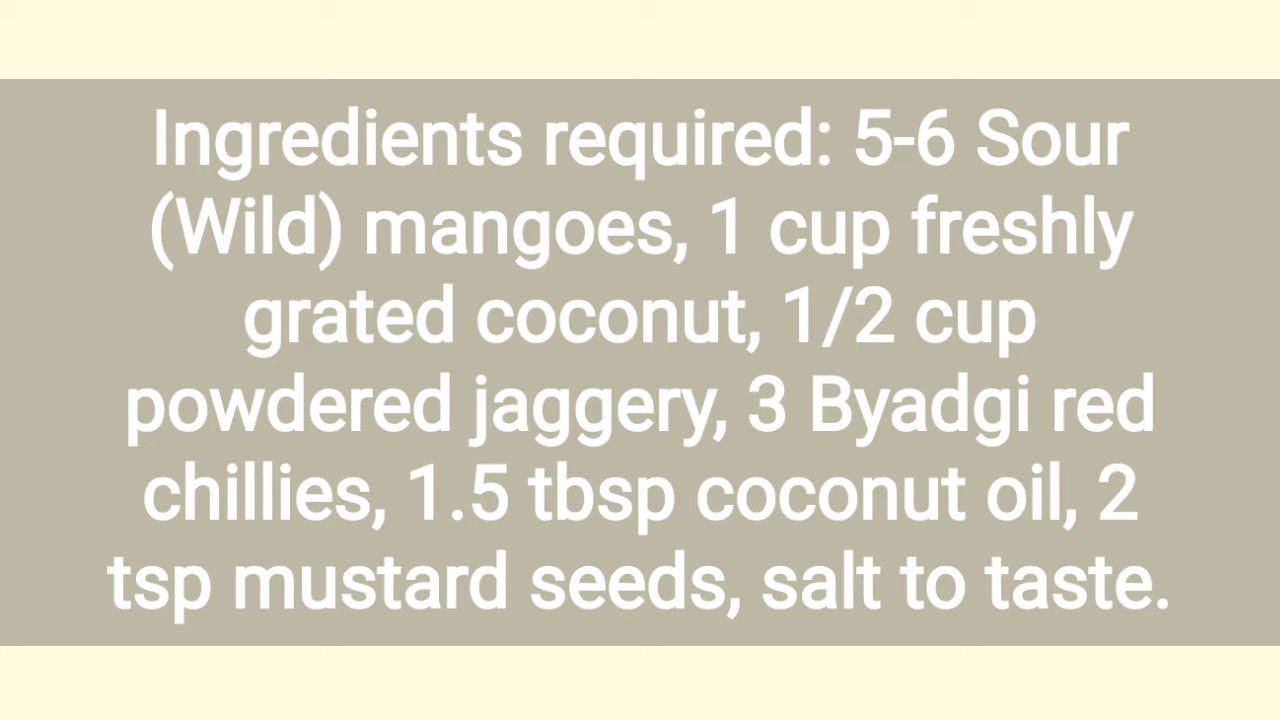 Ingredients required: 5-6 Sour
(Wild) mangoes, 1 cup freshly
grated coconut, 1/2 cup
powdered jaggery, 3 Byadgi red
chillies, 1.5 tbsp coconut oil, 2
tsp mustard seeds, salt to taste.